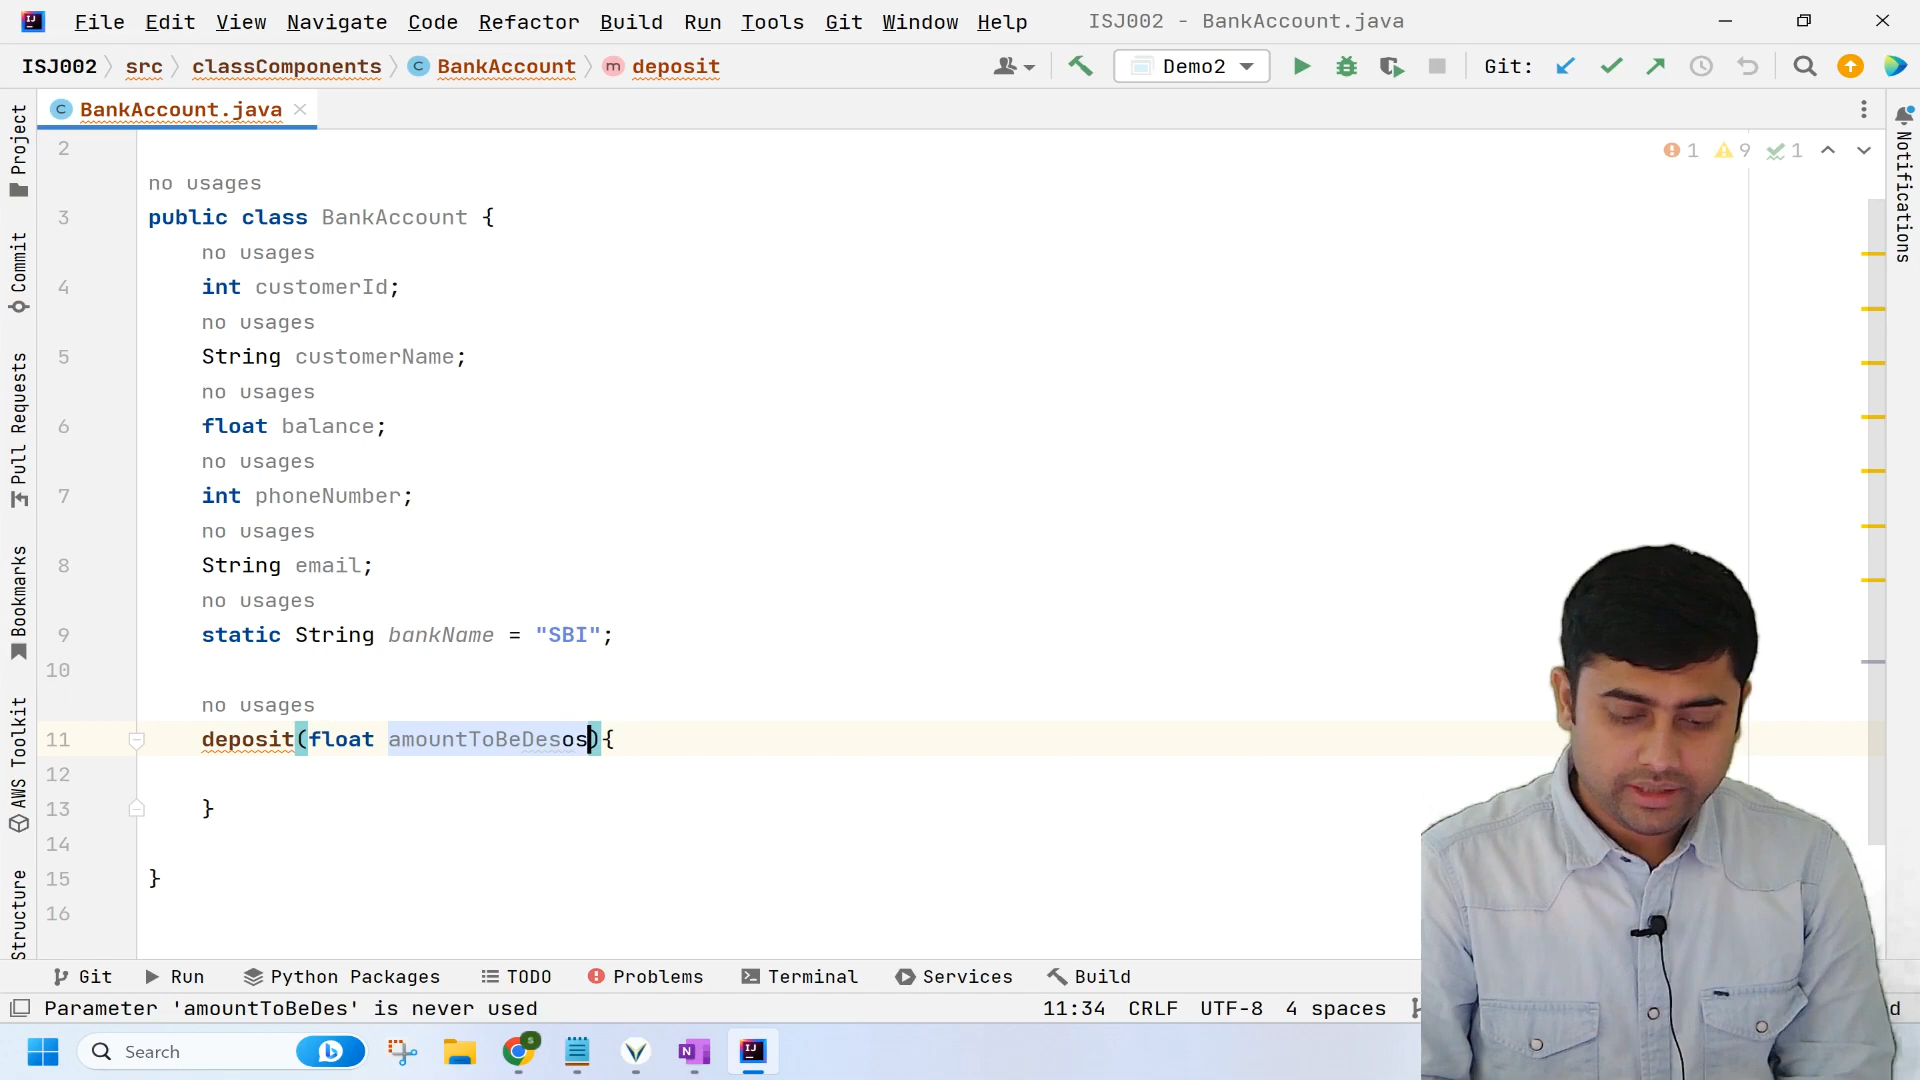 File Edit View Navigate Code Refactor Build Run Tools Git Window Help ISJ002 - BankAccount.java
ISJ002 src classComponents C BankAccount m deposit Demo2 Git:
C BankAccount.java
Project
Commit
Pull Requests
Bookmarks
AWS Toolkit
Structure
Notifications
1 9 1
2
no usages
3 public class BankAccount {
no usages
4 int customerId;
no usages
5 String customerName;
no usages
6 float balance;
no usages
7 int phoneNumber;
no usages
8 String email;
no usages
9 static String bankName = "SBI";
10
no usages
11 deposit(float amountToBeDesos){
12
13 }
14
15 }
16
Git Run Python Packages TODO Problems Terminal Services Build
Parameter 'amountToBeDes' is never used 11:34 CRLF UTF-8 4 spaces
Search